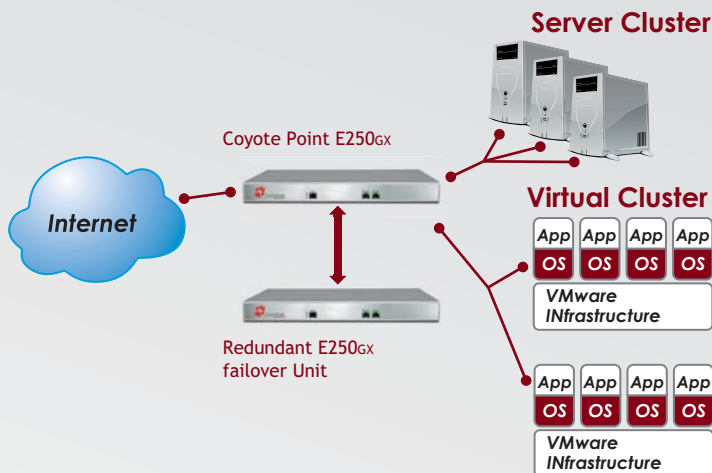 Server Cluster
Coyote Point E250GX
Internet
Virtual Cluster
App App App App
OS OS OS OS
VMware
INfrastructure
Redundant E250GX
failover Unit
App App App App
OS OS OS OS
VMware
INfrastructure